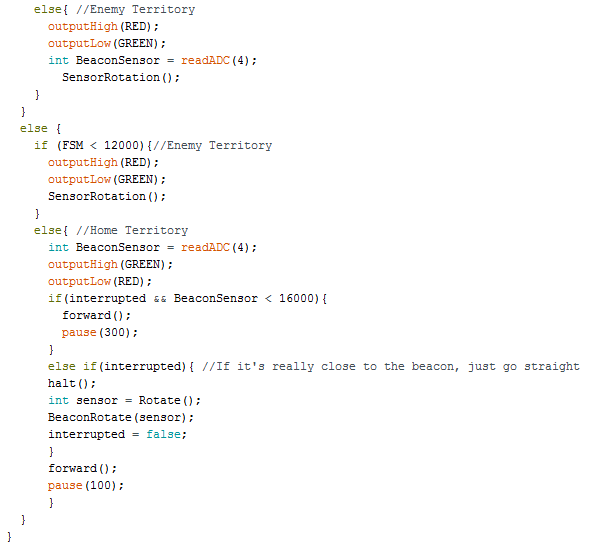 else{ //Enemy Territory
outputHigh(RED);
outputLow(GREEN);
int BeaconSensor = readADC(4);
SensorRotation();
}
}
else {
if (FSM < 12000){//Enemy Territory
outputHigh(RED);
outputLow(GREEN);
SensorRotation();
}
else{ //Home Territory
int BeaconSensor = readADC(4);
outputHigh(GREEN);
outputLow(RED);
if(interrupted && BeaconSensor < 16000){
forward();
pause(300);
}
else if(interrupted){ //If it's really close to the beacon, just go straight
halt();
int sensor = Rotate();
BeaconRotate(sensor);
interrupted = false;
}
forward();
pause(100);
}
}
}